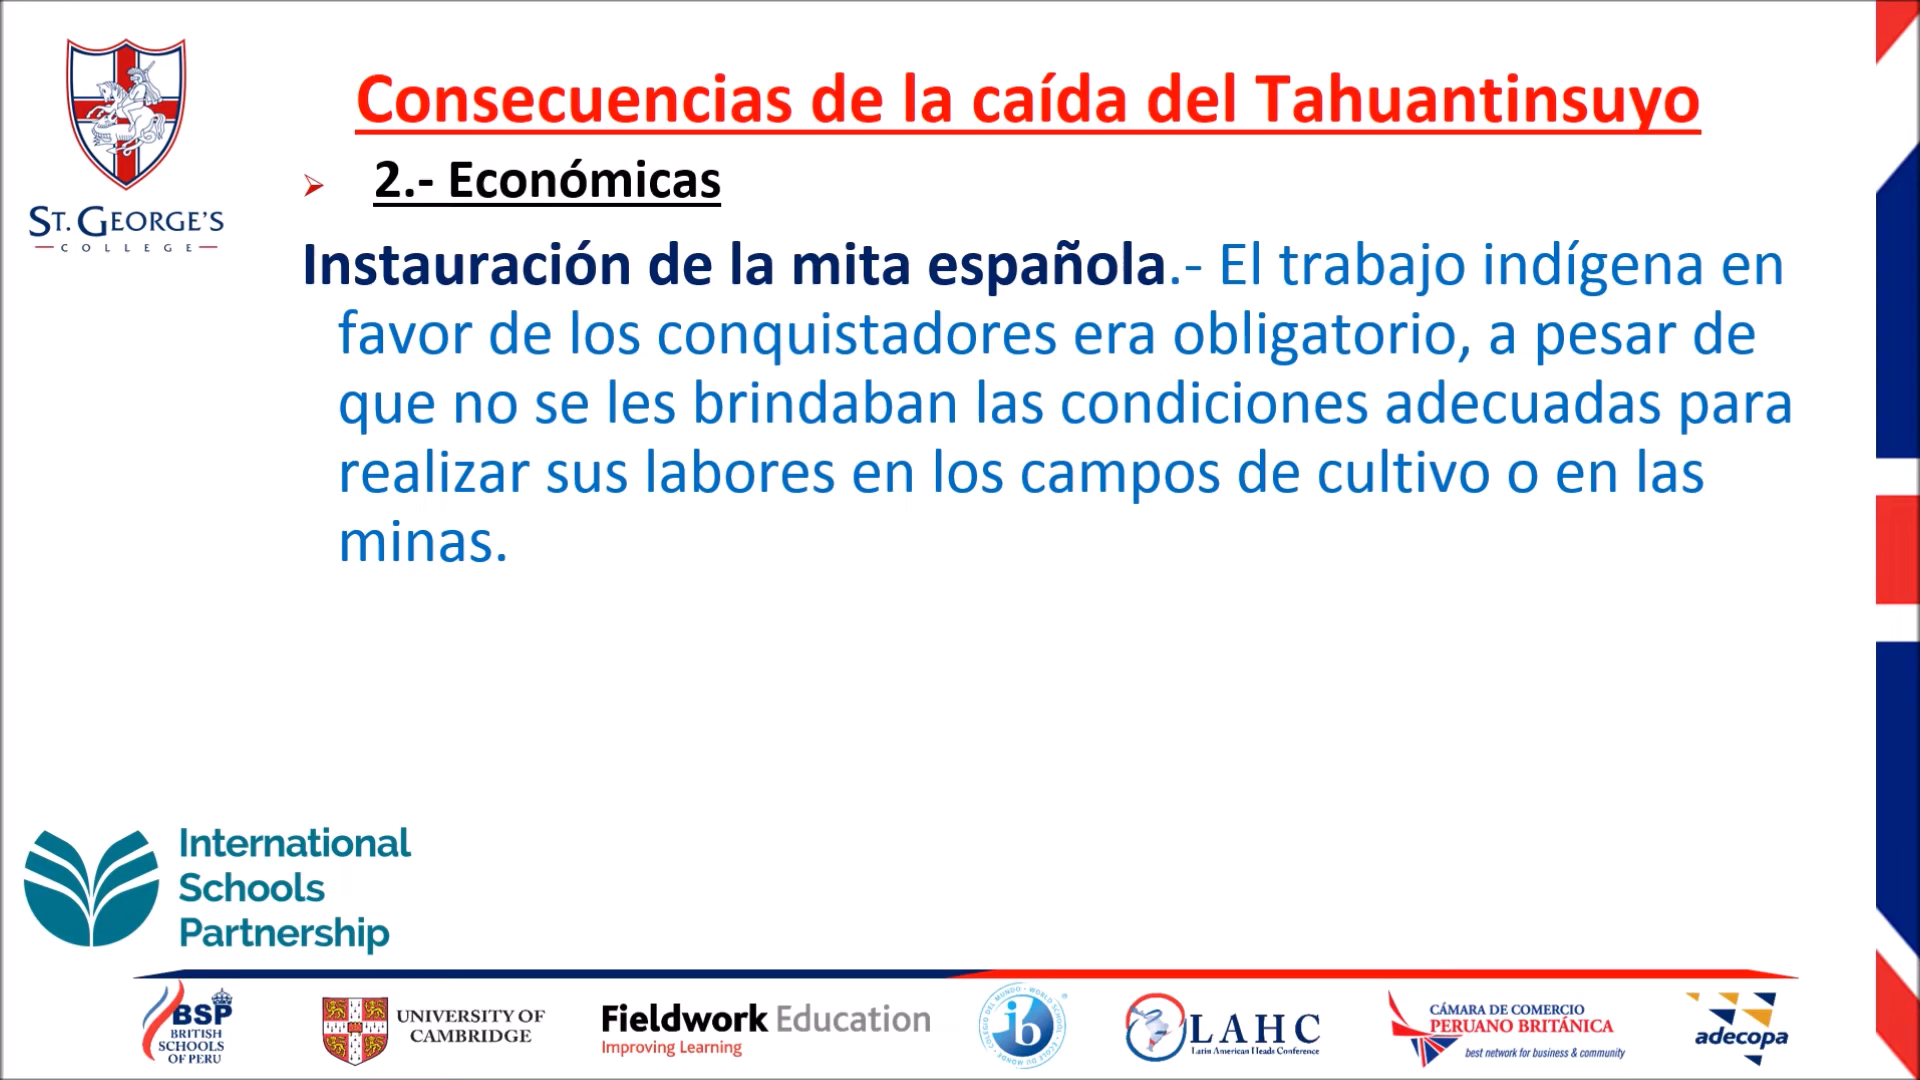 Consecuencias de la caída del Tahuantinsuyo
➢ 2.- Económicas
Instauración de la mita española.- El trabajo indígena en
favor de los conquistadores era obligatorio, a pesar de
que no se les brindaban las condiciones adecuadas para
realizar sus labores en los campos de cultivo o en las
minas.
ST. GEORGE'S
COLLEGE
International
Schools
Partnership
BSP
BRITISH
SCHOOLS
OF PERU
UNIVERSITY OF
CAMBRIDGE
Fieldwork Education
Improving Learning
ib
LAHC
Latin American Heads Conference
CÁMARA DE COMERCIO
PERUANO BRITÁNICA
best network for business & community
adecopa